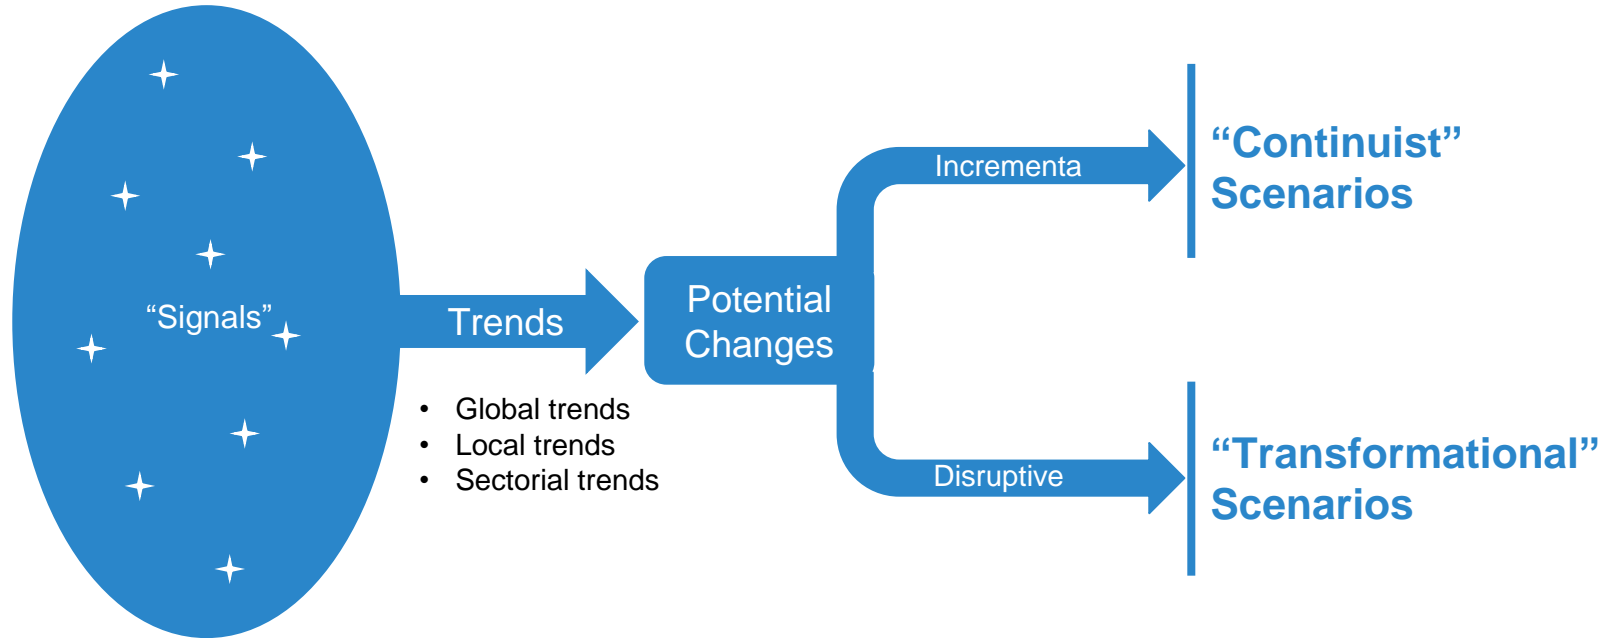 “Signals”
Trends
• Global trends
• Local trends
• Sectorial trends
Potential
Changes
Incrementa
“Continuist”
Scenarios
Disruptive
“Transformational”
Scenarios